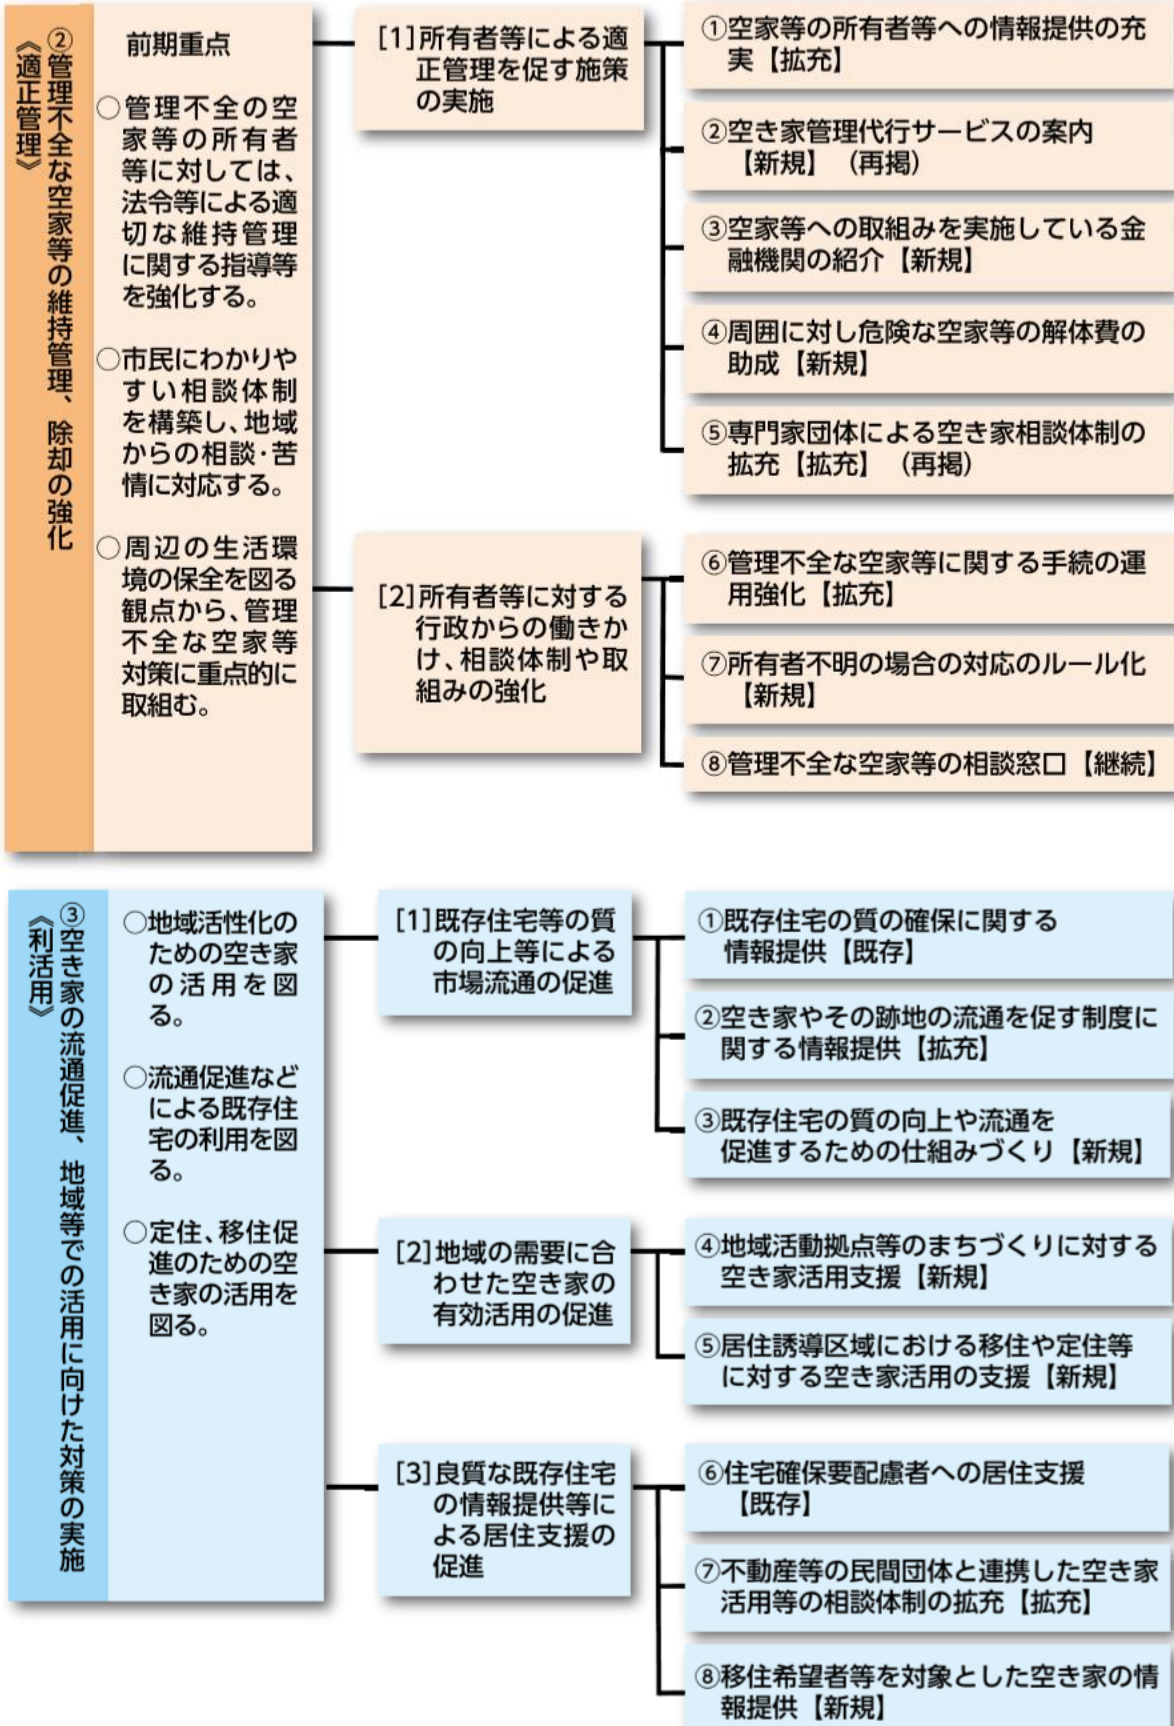 ②管理不全な空家等の維持管理、除却の強化
《適正管理》
前期重点
○管理不全の空
家等の所有者
等に対しては、
法令等による適
切な維持管理
に関する指導等
を強化する。
○市民にわかりや
すい相談体制
を構築し、地域
からの相談・苦
情に対応する。
○周辺の生活環
境の保全を図る
観点から、管理
不全な空家等
対策に重点的に
取組む。
[1]所有者等による適
正管理を促す施策
の実施
①空家等の所有者等への情報提供の充
実【拡充】
②空き家管理代行サービスの案内
【新規】（再掲）
③空家等への取組みを実施している金
融機関の紹介【新規】
④周囲に対し危険な空家等の解体費の
助成【新規】
⑤専門家団体による空き家相談体制の
拡充【拡充】（再掲）
[2]所有者等に対する
行政からの働きか
け、相談体制や取
組みの強化
⑥管理不全な空家等に関する手続の運
用強化【拡充】
⑦所有者不明の場合の対応のルール化
【新規】
⑧管理不全な空家等の相談窓口【継続】
③空き家の流通促進、地域等での活用に向けた対策の実施
《利活用》
○地域活性化の
ための空き家
の活用を図
る。
○流通促進など
による既存住
宅の利用を図
る。
○定住、移住促
進のための空
き家の活用を
図る。
[1]既存住宅等の質
の向上等による
市場流通の促進
①既存住宅の質の確保に関する
情報提供【既存】
②空き家やその跡地の流通を促す制度に
関する情報提供【拡充】
③既存住宅の質の向上や流通を
促進するための仕組みづくり【新規】
[2]地域の需要に合
わせた空き家の
有効活用の促進
④地域活動拠点等のまちづくりに対する
空き家活用支援【新規】
⑤居住誘導区域における移住や定住等
に対する空き家活用の支援【新規】
[3]良質な既存住宅
の情報提供等に
よる居住支援の
促進
⑥住宅確保要配慮者への居住支援
【既存】
⑦不動産等の民間団体と連携した空き家
活用等の相談体制の拡充【拡充】
⑧移住希望者等を対象とした空き家の情
報提供【新規】